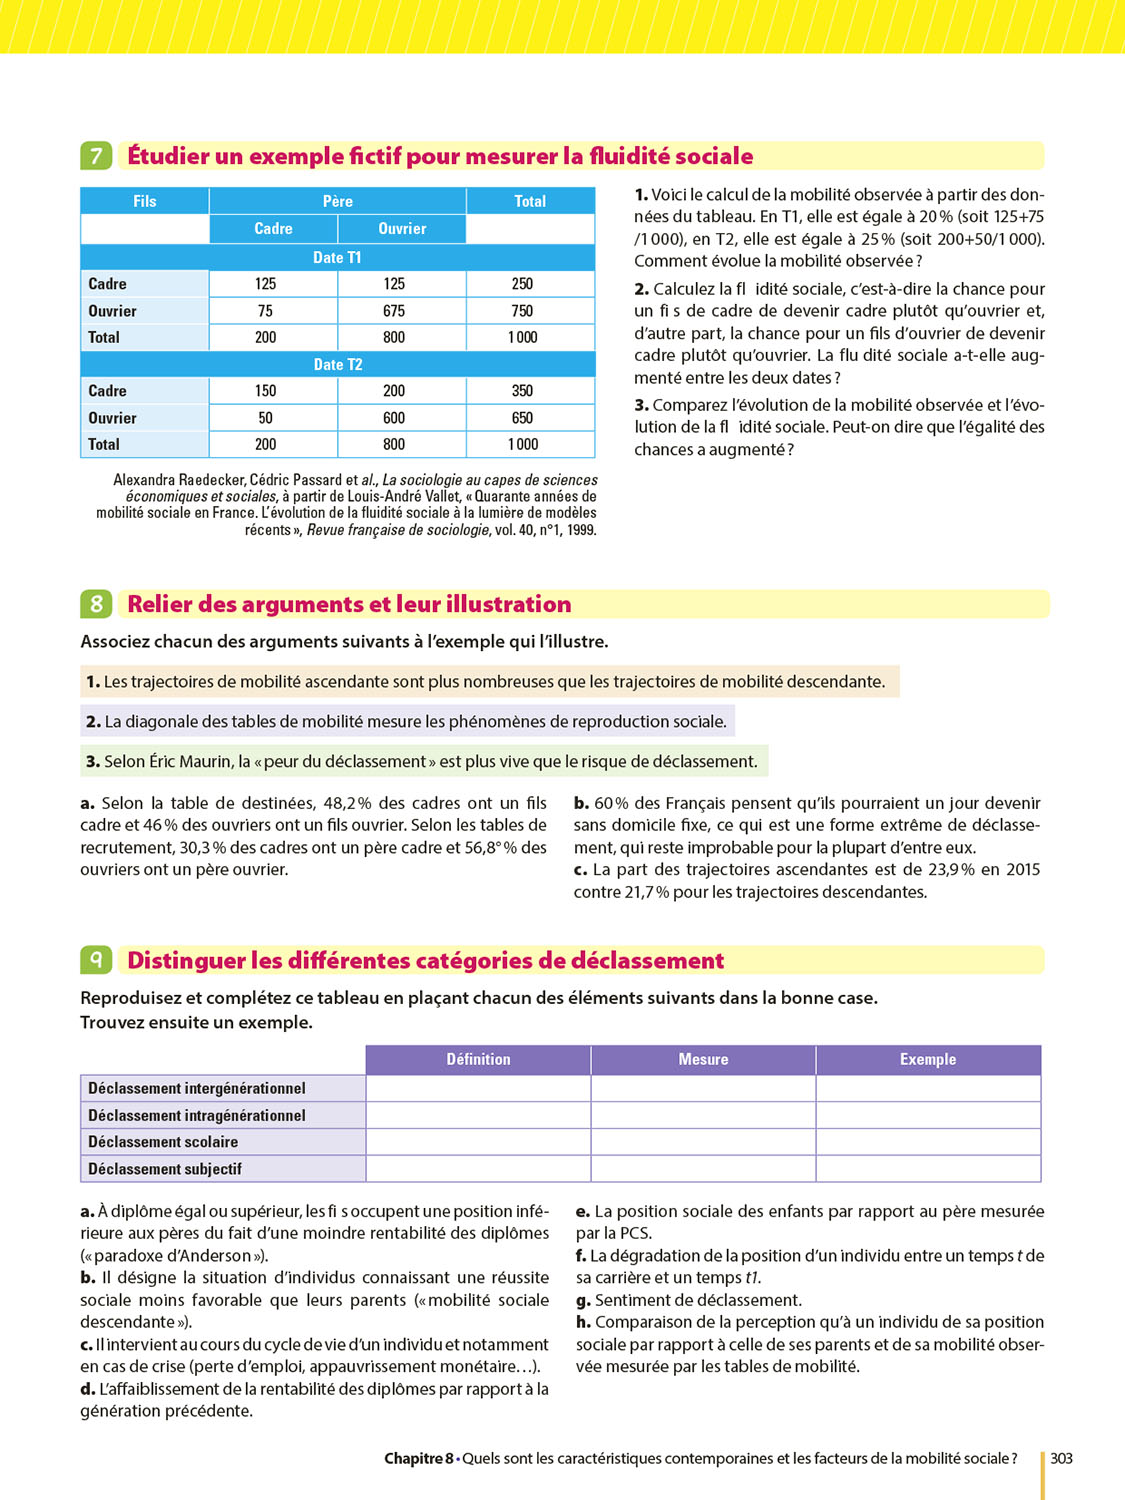 7 Étudier un exemple fictif pour mesurer la fluidité sociale
Fils Père Total
Cadre Ouvrier
Date T1
Cadre 125 125 250
Ouvrier 75 675 750
Total 200 800 1 000
Date T2
Cadre 150 200 350
Ouvrier 50 600 650
Total 200 800 1 000
Alexandra Raedecker, Cédric Passard et al., La sociologie au capes de sciences
économiques et sociales, à partir de Louis-André Vallet, « Quarante années de
mobilité sociale en France. L'évolution de la fluidité sociale à la lumière de modèles
récents », Revue française de sociologie, vol. 40, n°1, 1999.
1. Voici le calcul de la mobilité observée à partir des don-
nées du tableau. En T1, elle est égale à 20 % (soit 125+75
/1 000), en T2, elle est égale à 25 % (soit 200+50/1 000).
Comment évolue la mobilité observée ?
2. Calculez la fl idité sociale, c'est-à-dire la chance pour
un fi s de cadre de devenir cadre plutôt qu'ouvrier et,
d'autre part, la chance pour un fils d'ouvrier de devenir
cadre plutôt qu'ouvrier. La flu dité sociale a-t-elle aug-
menté entre les deux dates ?
3. Comparez l'évolution de la mobilité observée et l'évo-
lution de la fl idité sociale. Peut-on dire que l'égalité des
chances a augmenté ?
8 Relier des arguments et leur illustration
Associez chacun des arguments suivants à l'exemple qui l'illustre.
1. Les trajectoires de mobilité ascendante sont plus nombreuses que les trajectoires de mobilité descendante.
2. La diagonale des tables de mobilité mesure les phénomènes de reproduction sociale.
3. Selon Éric Maurin, la « peur du déclassement » est plus vive que le risque de déclassement.
a. Selon la table de destinées, 48,2 % des cadres ont un fils
cadre et 46 % des ouvriers ont un fils ouvrier. Selon les tables de
recrutement, 30,3 % des cadres ont un père cadre et 56,8° % des
ouvriers ont un père ouvrier.
b. 60 % des Français pensent qu'ils pourraient un jour devenir
sans domicile fixe, ce qui est une forme extrême de déclasse-
ment, qui reste improbable pour la plupart d'entre eux.
c. La part des trajectoires ascendantes est de 23,9 % en 2015
contre 21,7 % pour les trajectoires descendantes.
9 Distinguer les différentes catégories de déclassement
Reproduisez et complétez ce tableau en plaçant chacun des éléments suivants dans la bonne case.
Trouvez ensuite un exemple.
Définition Mesure Exemple
Déclassement intergénérationnel
Déclassement intragénérationnel
Déclassement scolaire
Déclassement subjectif
a. À diplôme égal ou supérieur, les fi s occupent une position infé-
rieure aux pères du fait d'une moindre rentabilité des diplômes
(« paradoxe d'Anderson »).
b. Il désigne la situation d'individus connaissant une réussite
sociale moins favorable que leurs parents (« mobilité sociale
descendante »).
c. Il intervient au cours du cycle de vie d'un individu et notamment
en cas de crise (perte d'emploi, appauvrissement monétaire…).
d. L'affaiblissement de la rentabilité des diplômes par rapport à la
génération précédente.
e. La position sociale des enfants par rapport au père mesurée
par la PCS.
f. La dégradation de la position d'un individu entre un temps t de
sa carrière et un temps t1.
g. Sentiment de déclassement.
h. Comparaison de la perception qu'à un individu de sa position
sociale par rapport à celle de ses parents et de sa mobilité obser-
vée mesurée par les tables de mobilité.
Chapitre 8 • Quels sont les caractéristiques contemporaines et les facteurs de la mobilité sociale ? 303